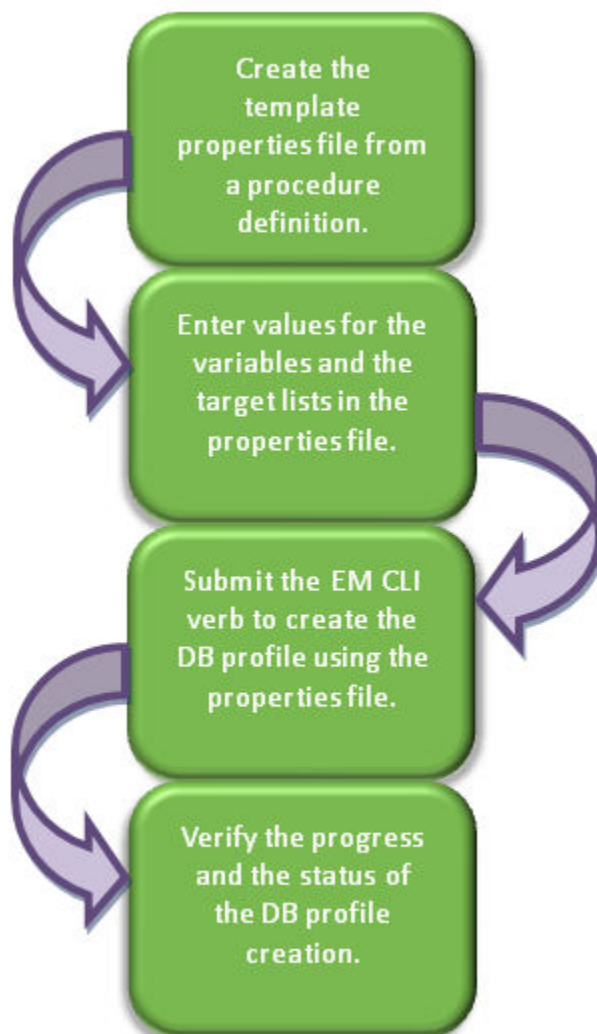 Create the
template
properties file from
a procedure
definition.
Enter values for the
variables and the
target lists in the
properties file.
Submit the EM CLI
verb to create the
DB profile using the
properties file.
Verify the progress
and the status of
the DB profile
creation.